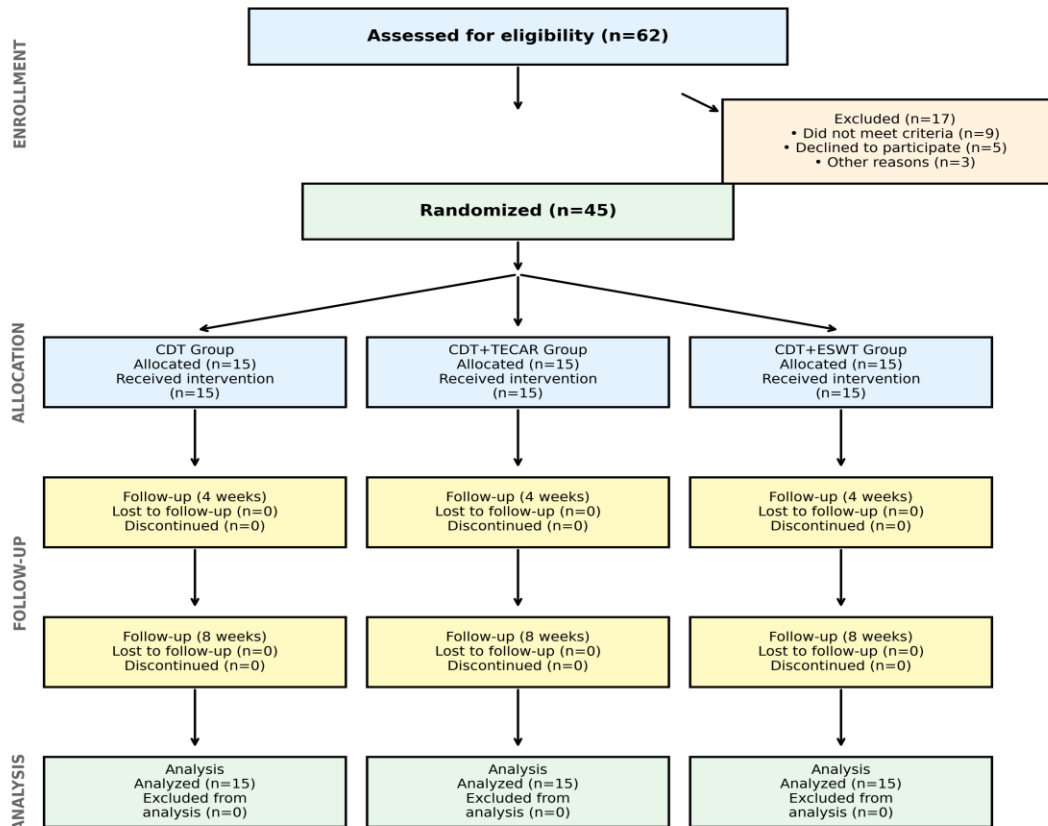 ENROLLMENT
Assessed for eligibility (n=62)
Excluded (n=17)
• Did not meet criteria (n=9)
• Declined to participate (n=5)
• Other reasons (n=3)
Randomized (n=45)
ALLOCATION
CDT Group
Allocated (n=15)
Received intervention
(n=15)
CDT+TECAR Group
Allocated (n=15)
Received intervention
(n=15)
CDT+ESWT Group
Allocated (n=15)
Received intervention
(n=15)
FOLLOW-UP
Follow-up (4 weeks)
Lost to follow-up (n=0)
Discontinued (n=0)
Follow-up (4 weeks)
Lost to follow-up (n=0)
Discontinued (n=0)
Follow-up (4 weeks)
Lost to follow-up (n=0)
Discontinued (n=0)
Follow-up (8 weeks)
Lost to follow-up (n=0)
Discontinued (n=0)
Follow-up (8 weeks)
Lost to follow-up (n=0)
Discontinued (n=0)
Follow-up (8 weeks)
Lost to follow-up (n=0)
Discontinued (n=0)
ANALYSIS
Analysis
Analyzed (n=15)
Excluded from
analysis (n=0)
Analysis
Analyzed (n=15)
Excluded from
analysis (n=0)
Analysis
Analyzed (n=15)
Excluded from
analysis (n=0)